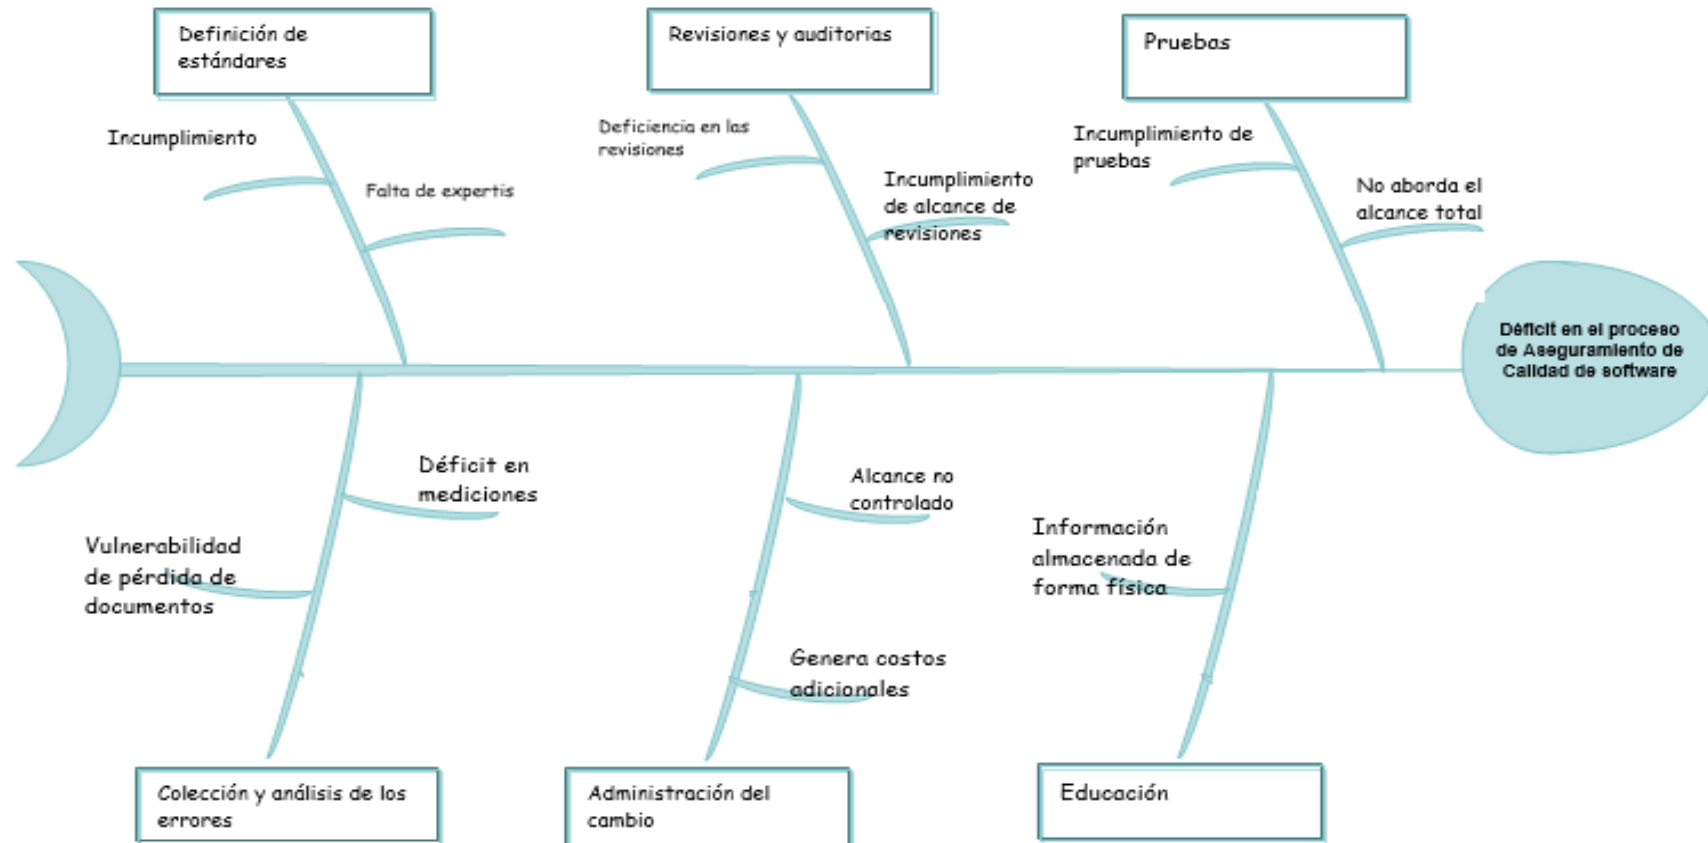 Definición de
estándares
Revisiones y auditorias
Pruebas
Incumplimiento
Falta de expertis
Deficiencia en las
revisiones
Incumplimiento
de alcance de
revisiones
Incumplimiento de
pruebas
No aborda el
alcance total
Déficit en el proceso
de Aseguramiento de
Calidad de software
Déficit en
mediciones
Vulnerabilidad
de pérdida de
documentos
Alcance no
controlado
Genera costos
adicionales
Información
almacenada de
forma física
Colección y análisis de los
errores
Administración del
cambio
Educación